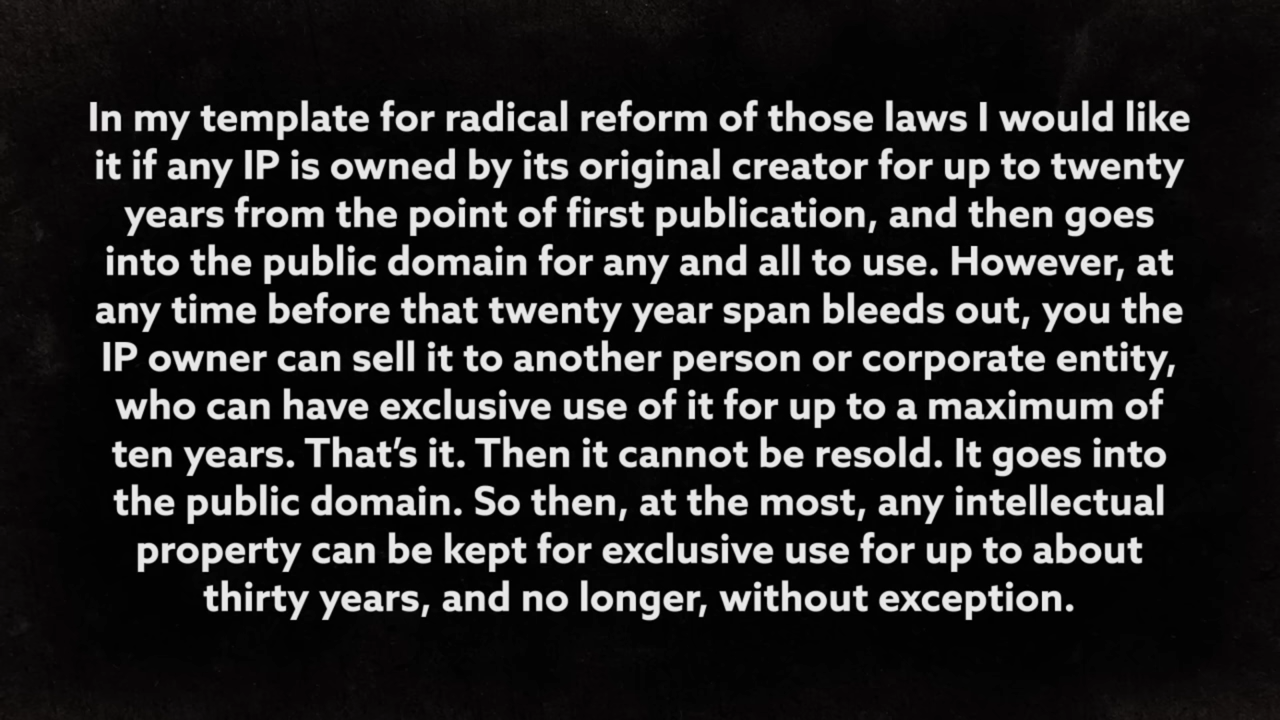 In my template for radical reform of those laws I would like
it if any IP is owned by its original creator for up to twenty
years from the point of first publication, and then goes
into the public domain for any and all to use. However, at
any time before that twenty year span bleeds out, you the
IP owner can sell it to another person or corporate entity,
who can have exclusive use of it for up to a maximum of
ten years. That’s it. Then it cannot be resold. It goes into
the public domain. So then, at the most, any intellectual
property can be kept for exclusive use for up to about
thirty years, and no longer, without exception.